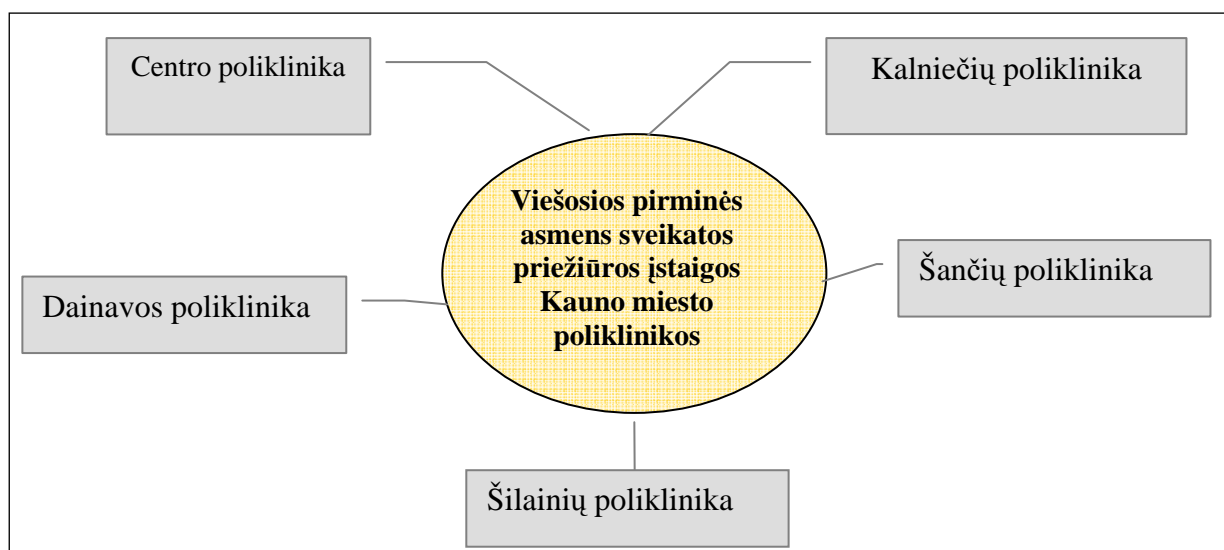 Centro poliklinika
Kalniečių poliklinika
Viešosios pirminės
asmens sveikatos
priežiūros įstaigos
Kauno miesto
poliklinikos
Dainavos poliklinika
Šančių poliklinika
Šilainių poliklinika